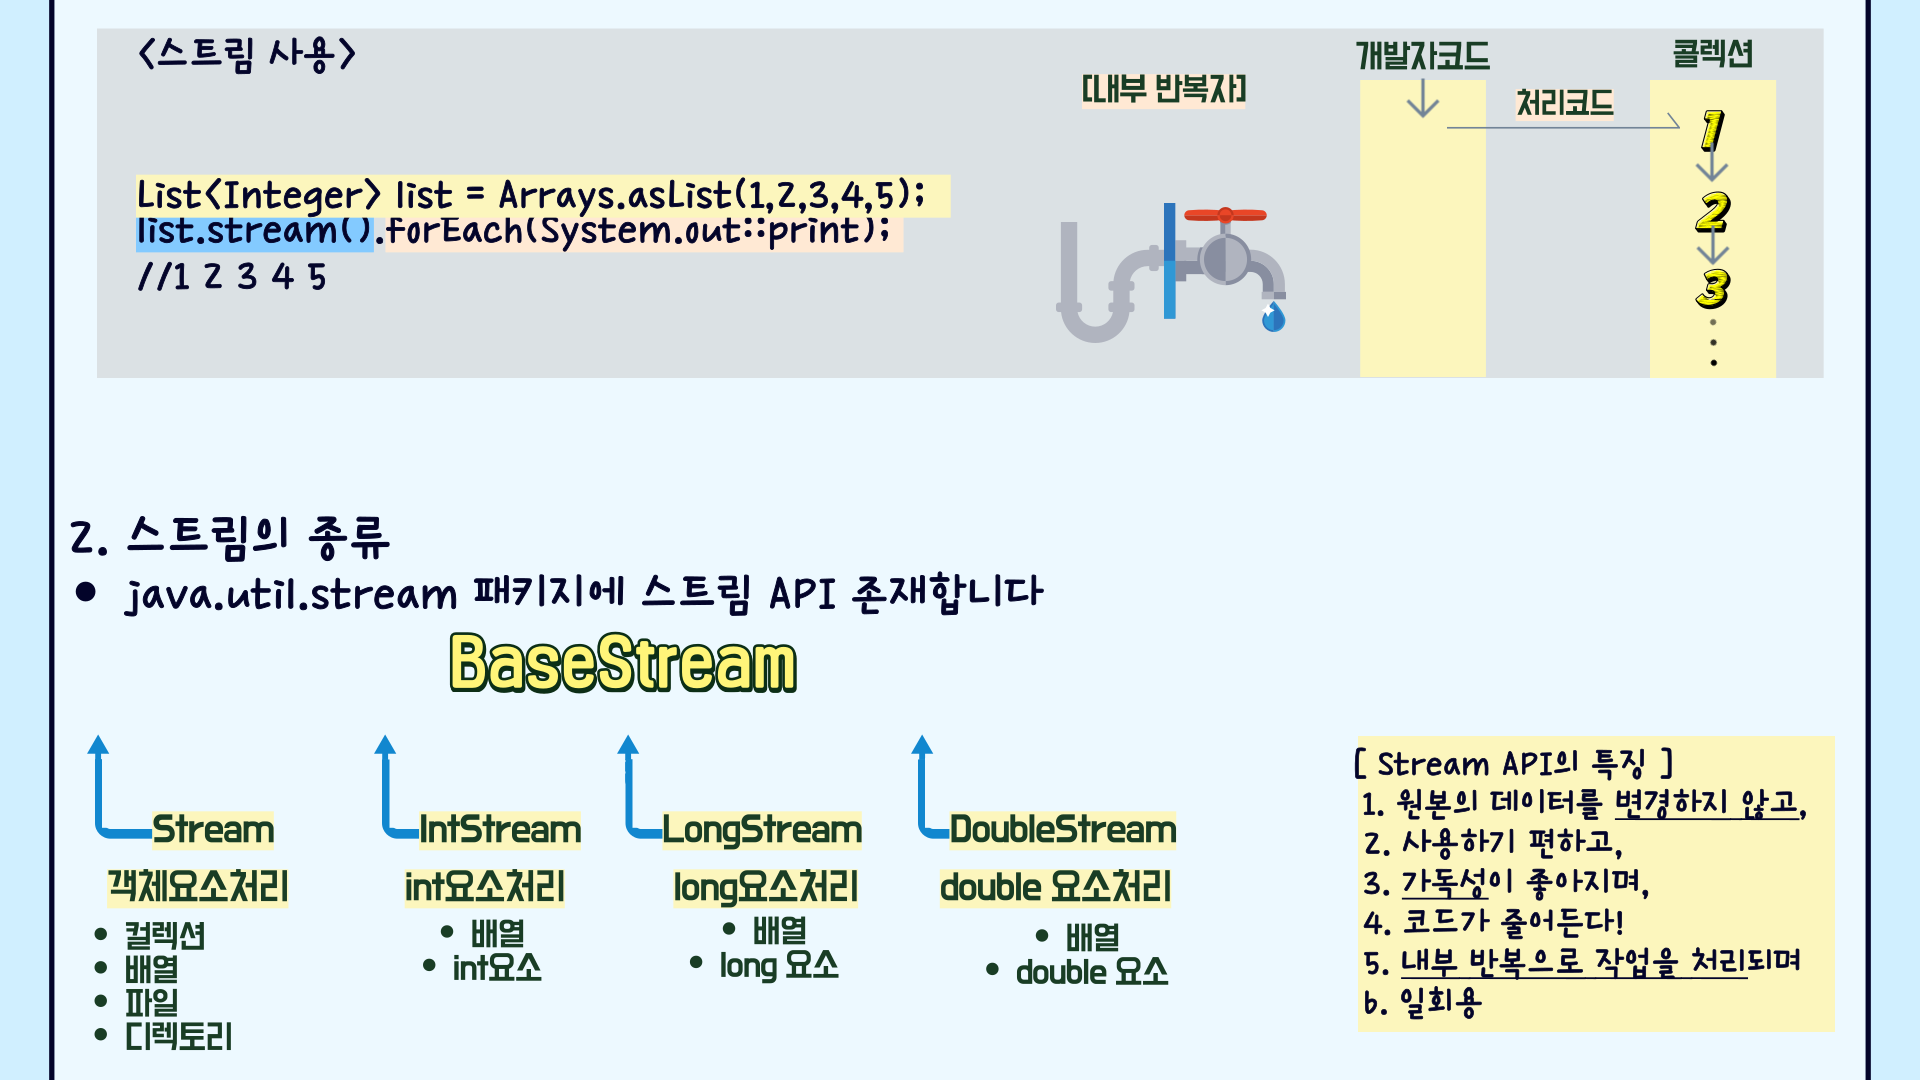 <스트림 사용>
List<Integer> list = Arrays.asList(1,2,3,4,5);
list.stream().forEach(System.out::print);
//1 2 3 4 5
[내부 반복자]
개발자코드
처리코드
콜렉션
1
2
3
2. 스트림의 종류
• java.util.stream 패키지에 스트림 API 존재합니다
BaseStream
Stream
객체요소처리
• 컬렉션
• 배열
• 파일
• 디렉토리
IntStream
int요소처리
• 배열
• int요소
LongStream
long요소처리
• 배열
• long 요소
DoubleStream
double 요소처리
• 배열
• double 요소
[ Stream API의 특징 ]
1. 원본의 데이터를 변경하지 않고,
2. 사용하기 편하고,
3. 가독성이 좋아지며,
4. 코드가 줄어든다!
5. 내부 반복으로 작업을 처리되며
6. 일회용